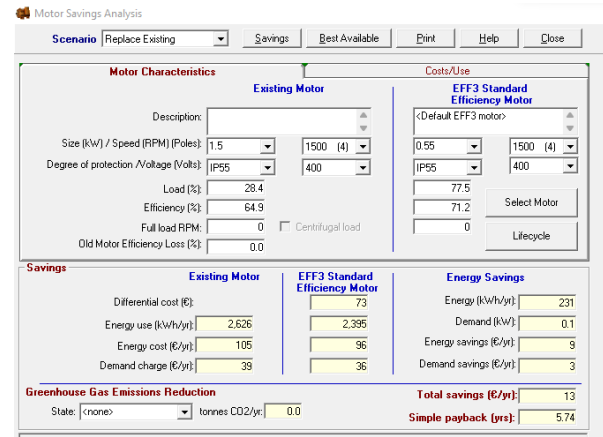 Motor Savings Analysis
Scenario Replace Existing Savings Best Available Print Help Close
Motor Characteristics Costs/Use
Existing Motor EFF3 Standard
Efficiency Motor
Description: <Default EFF3 motor>
Size (kW) / Speed (RPM) (Poles): 1.5 1500 (4) 0.55 1500 (4)
Degree of protection /Voltage (Volts): IP55 400 IP55 400
Load (%): 28.4 77.5
Efficiency (%): 64.9 71.2 Select Motor
Full load RPM: 0 Centrifugal load 0
Old Motor Efficiency Loss (%): 0.0 Lifecycle
Savings
Existing Motor EFF3 Standard Energy Savings
Efficiency Motor
Differential cost (€): 73 Energy (kWh/yr): 231
Energy use (kWh/yr): 2,626 2,395 Demand (kW): 0.1
Energy cost (€/yr): 105 96 Energy savings (€/yr): 9
Demand charge (€/yr): 39 36 Demand savings (€/yr): 3
Greenhouse Gas Emissions Reduction Total savings (€/yr): 13
State: <none> tonnes CO2/yr: 0.0 Simple payback (yrs): 5.74